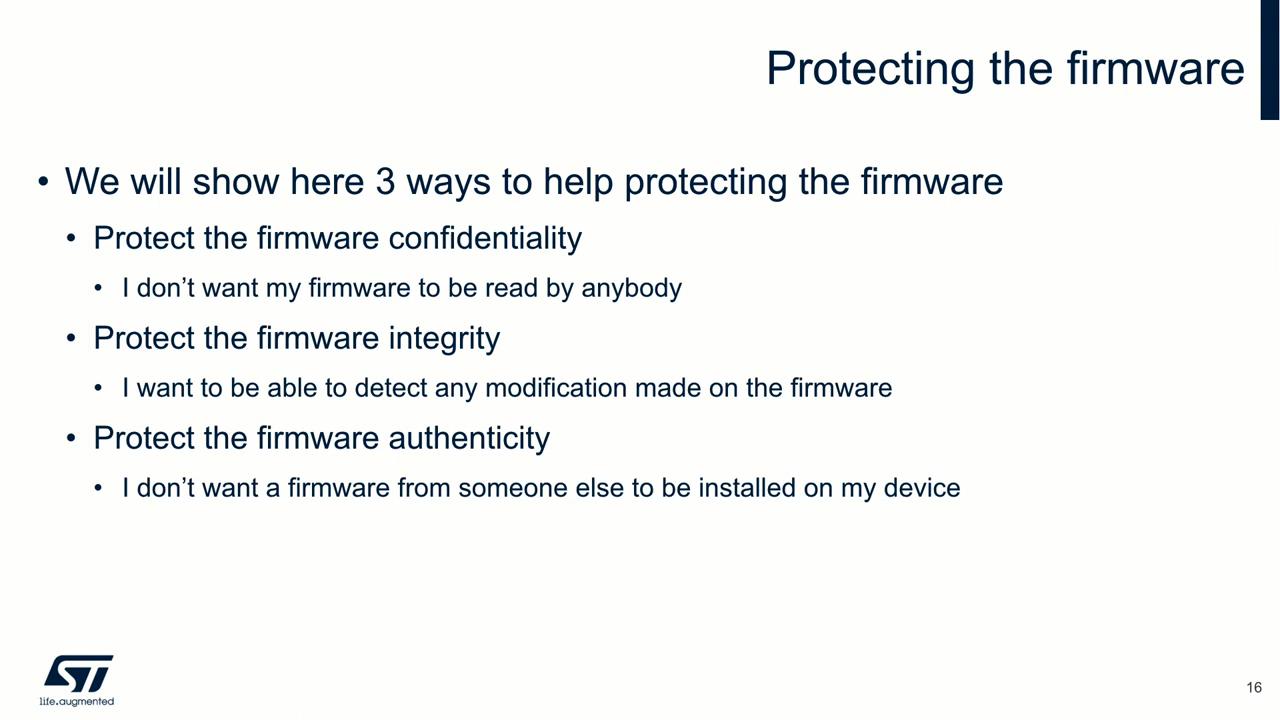 Protecting the firmware
• We will show here 3 ways to help protecting the firmware
• Protect the firmware confidentiality
• I don’t want my firmware to be read by anybody
• Protect the firmware integrity
• I want to be able to detect any modification made on the firmware
• Protect the firmware authenticity
• I don’t want a firmware from someone else to be installed on my device
ST
life.augmented
16